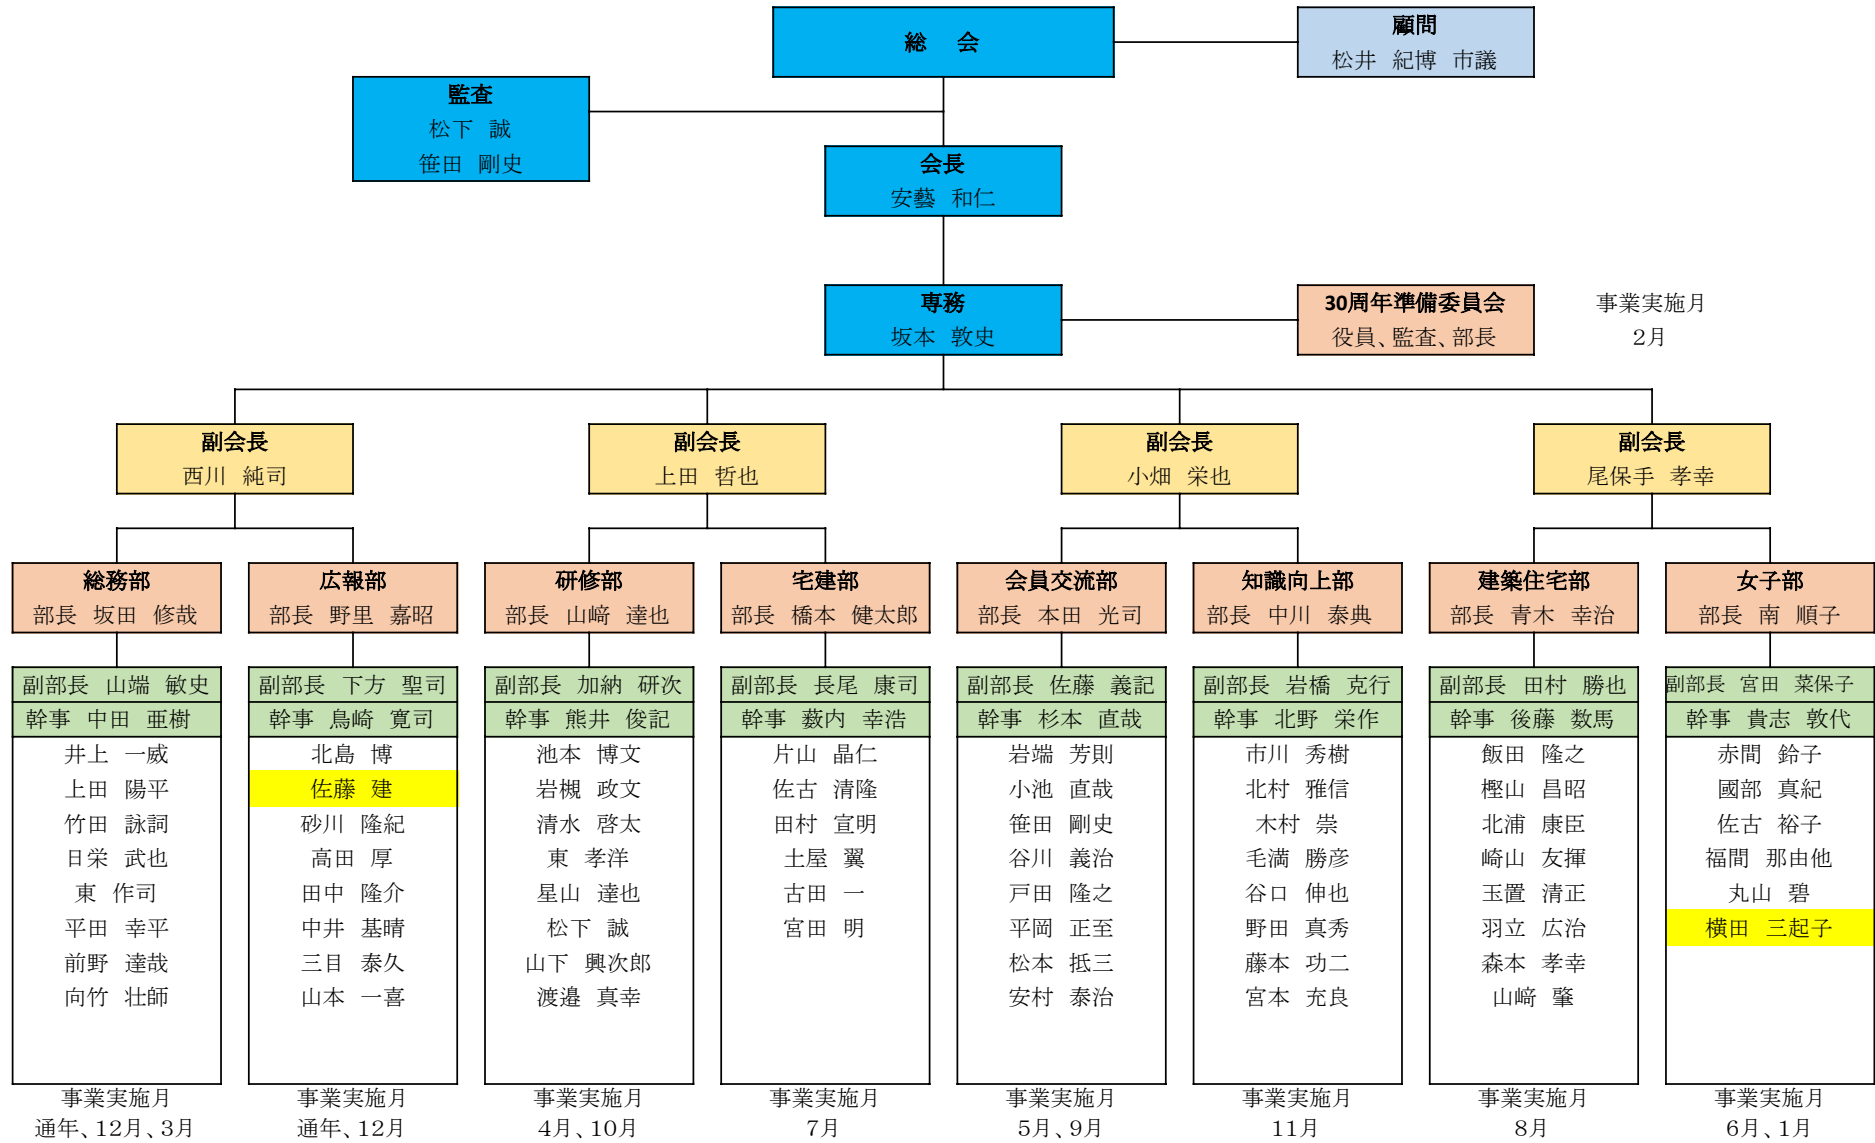 総 会
顧問
松井 紀博 市議
監査
松下 誠
笹田 剛史
会長
安藝 和仁
専務
坂本 敦史
30周年準備委員会
役員、監査、部長
事業実施月
2月
副会長
西川 純司
副会長
上田 哲也
副会長
小畑 栄也
副会長
尾保手 孝幸
総務部
部長 坂田 修哉
副部長 山端 敏史
幹事 中田 亜樹
井上 一威
上田 陽平
竹田 詠詞
日栄 武也
東 作司
平田 幸平
前野 達哉
向竹 壮師
事業実施月
通年、12月、3月
広報部
部長 野里 嘉昭
副部長 下方 聖司
幹事 鳥崎 寛司
北島 博
佐藤 建
砂川 隆紀
高田 厚
田中 隆介
中井 基晴
三目 泰久
山本 一喜
事業実施月
通年、12月
研修部
部長 山﨑 達也
副部長 加納 研次
幹事 熊井 俊記
池本 博文
岩槻 政文
清水 啓太
東 孝洋
星山 達也
松下 誠
山下 興次郎
渡邉 真幸
事業実施月
4月、10月
宅建部
部長 橋本 健太郎
副部長 長尾 康司
幹事 薮内 幸浩
片山 晶仁
佐古 清隆
田村 宣明
土屋 翼
古田 一
宮田 明
事業実施月
7月
会員交流部
部長 本田 光司
副部長 佐藤 義記
幹事 杉本 直哉
岩端 芳則
小池 直哉
笹田 剛史
谷川 義治
戸田 隆之
平岡 正至
松本 抵三
安村 泰治
事業実施月
5月、9月
知識向上部
部長 中川 泰典
副部長 岩橋 克行
幹事 北野 栄作
市川 秀樹
北村 雅信
木村 崇
毛満 勝彦
谷口 伸也
野田 真秀
藤本 功二
宮本 充良
事業実施月
11月
建築住宅部
部長 青木 幸治
副部長 田村 勝也
幹事 後藤 数馬
飯田 隆之
樫山 昌昭
北浦 康臣
崎山 友揮
玉置 清正
羽立 広治
森本 孝幸
山﨑 肇
事業実施月
8月
女子部
部長 南 順子
副部長 宮田 菜保子
幹事 貴志 敦代
赤間 鈴子
國部 真紀
佐古 裕子
福間 那由他
丸山 碧
横田 三起子
事業実施月
6月、1月